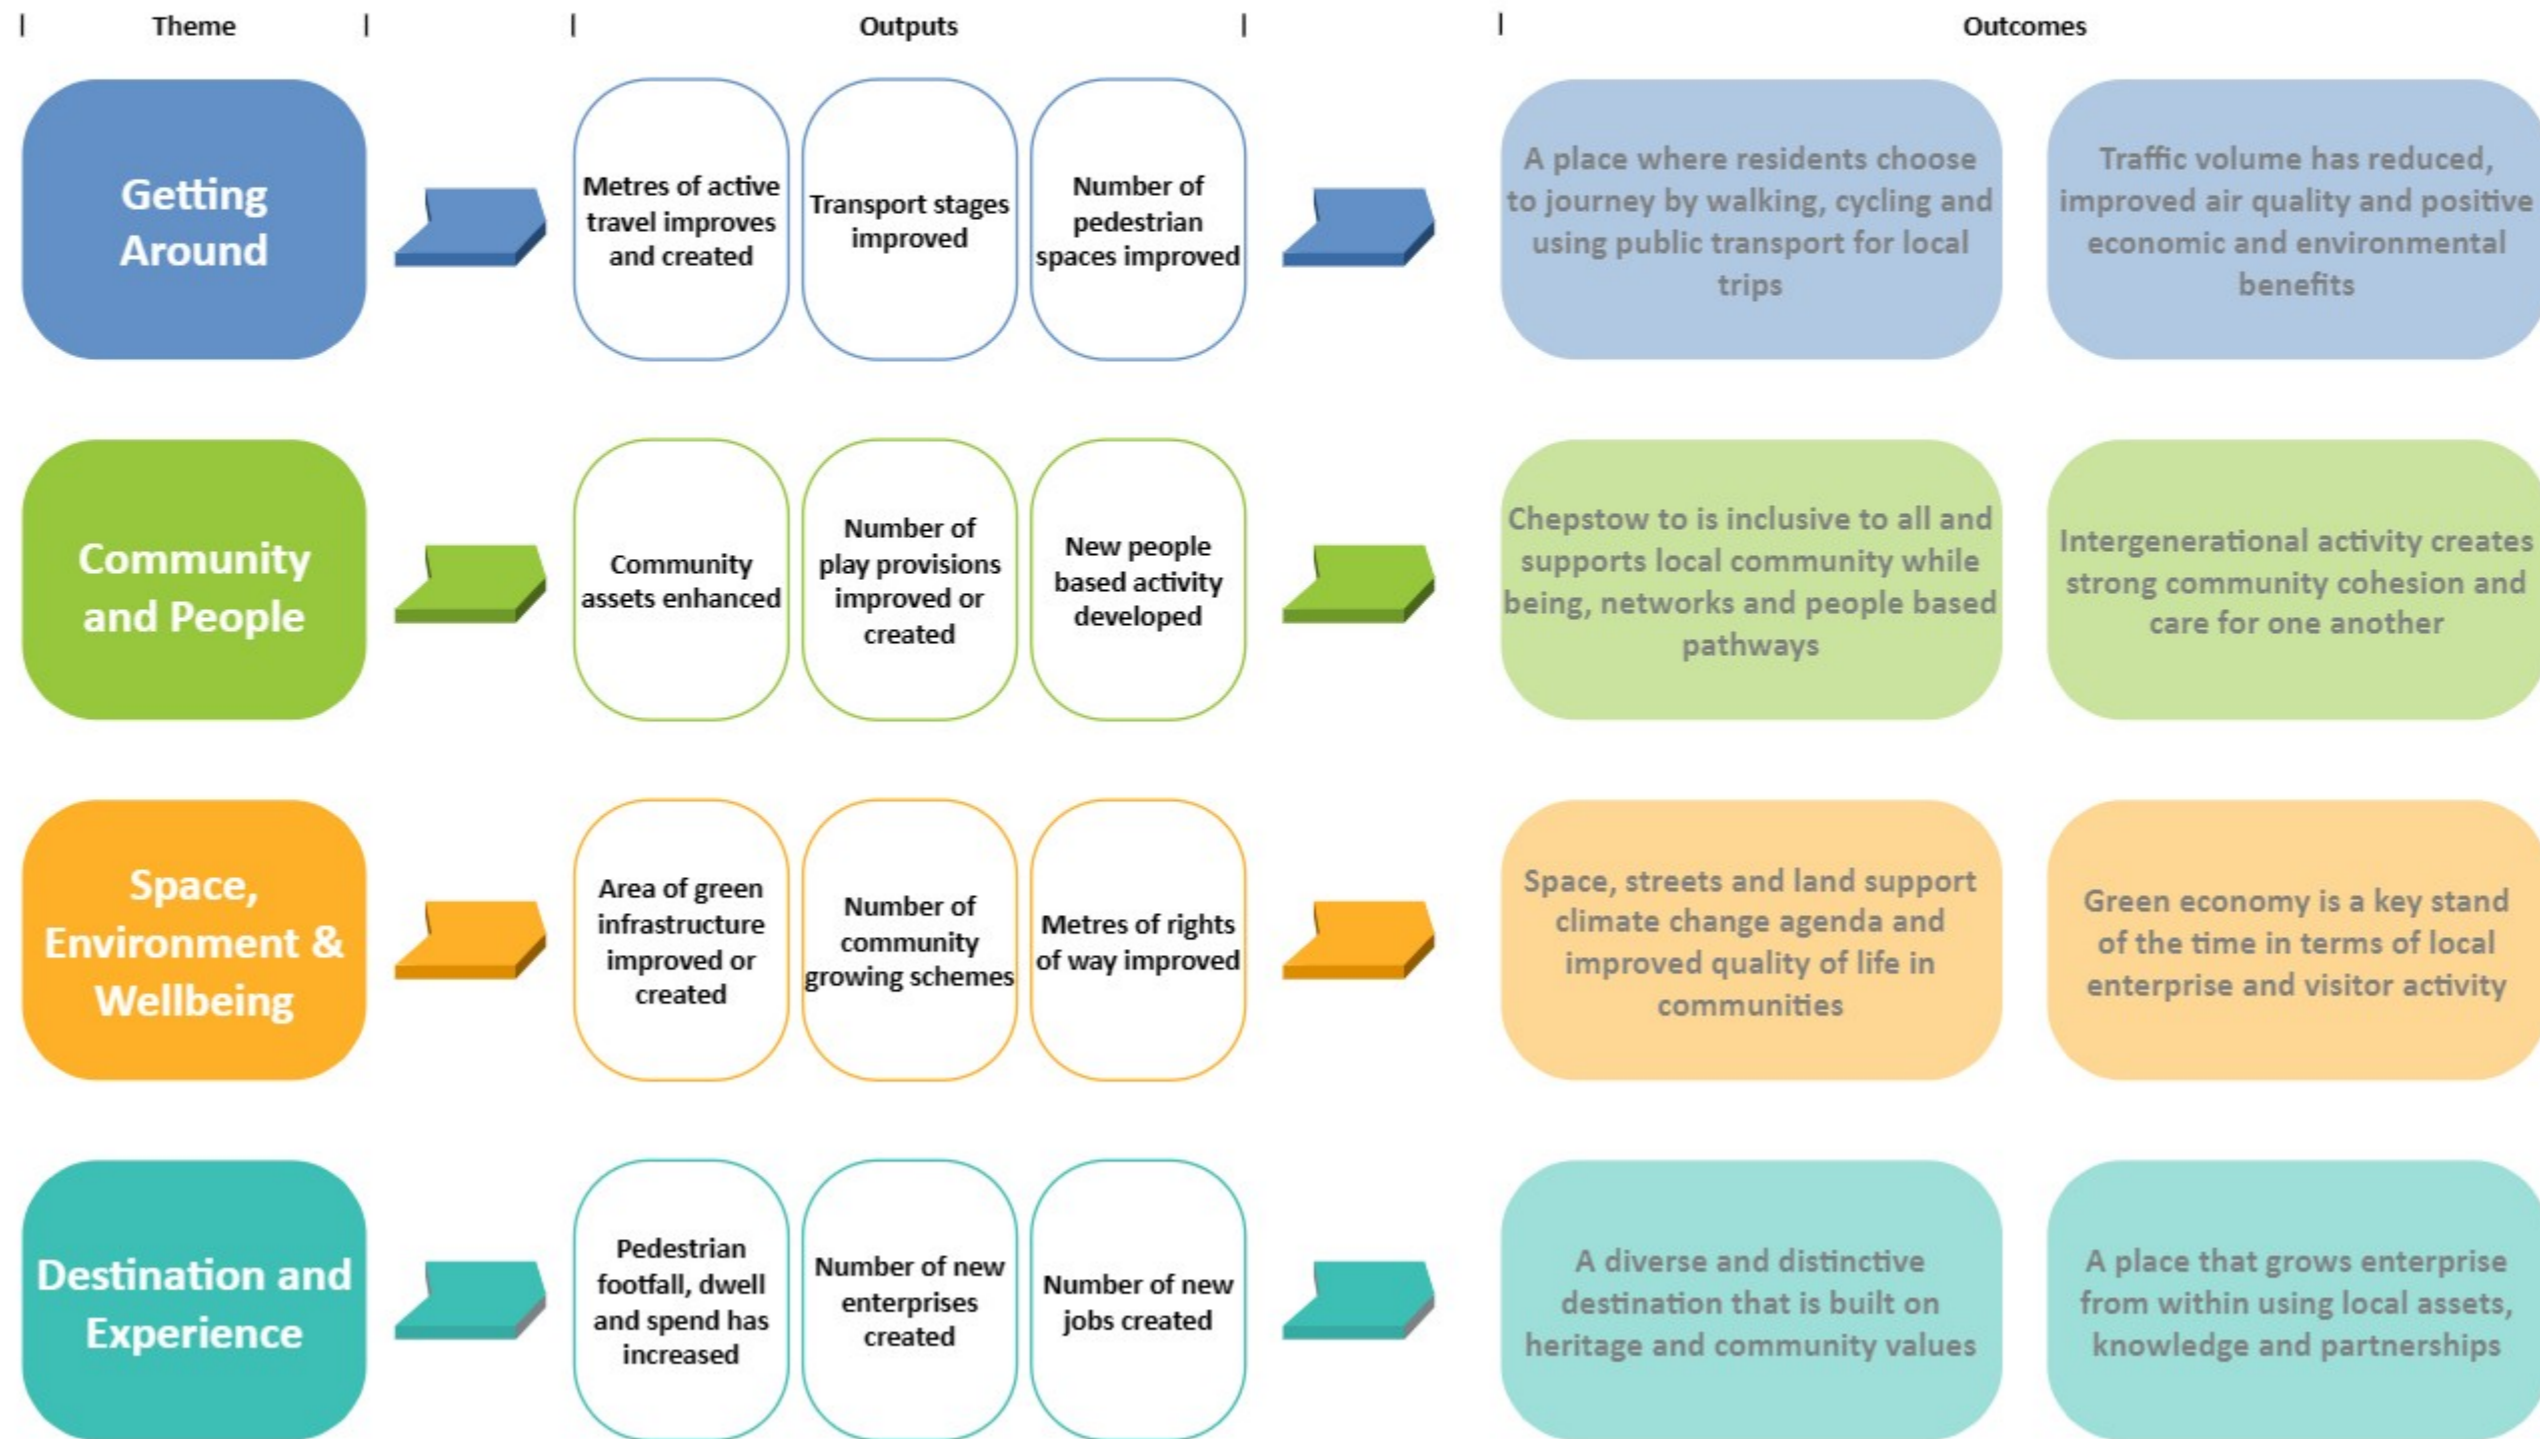 Theme
Outputs
Outcomes
Getting
Around
Metres of active
travel improves
and created
Transport stages
improved
Number of
pedestrian
spaces improved
A place where residents choose
to journey by walking, cycling and
using public transport for local
trips
Traffic volume has reduced,
improved air quality and positive
economic and environmental
benefits
Community
and People
Community
assets enhanced
Number of
play provisions
improved or
created
New people
based activity
developed
Chepstow to is inclusive to all and
supports local community while
being, networks and people based
pathways
Intergenerational activity creates
strong community cohesion and
care for one another
Space,
Environment &
Wellbeing
Area of green
infrastructure
improved or
created
Number of
community
growing schemes
Metres of rights
of way improved
Space, streets and land support
climate change agenda and
improved quality of life in
communities
Green economy is a key stand
of the time in terms of local
enterprise and visitor activity
Destination and
Experience
Pedestrian
footfall, dwell
and spend has
increased
Number of new
enterprises
created
Number of new
jobs created
A diverse and distinctive
destination that is built on
heritage and community values
A place that grows enterprise
from within using local assets,
knowledge and partnerships